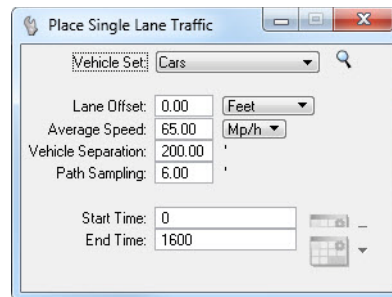 Place Single Lane Traffic
Vehicle Set: Cars
Lane Offset: 0.00 Feet
Average Speed: 65.00 Mp/h
Vehicle Separation: 200.00 '
Path Sampling: 6.00 '
Start Time: 0
End Time: 1600